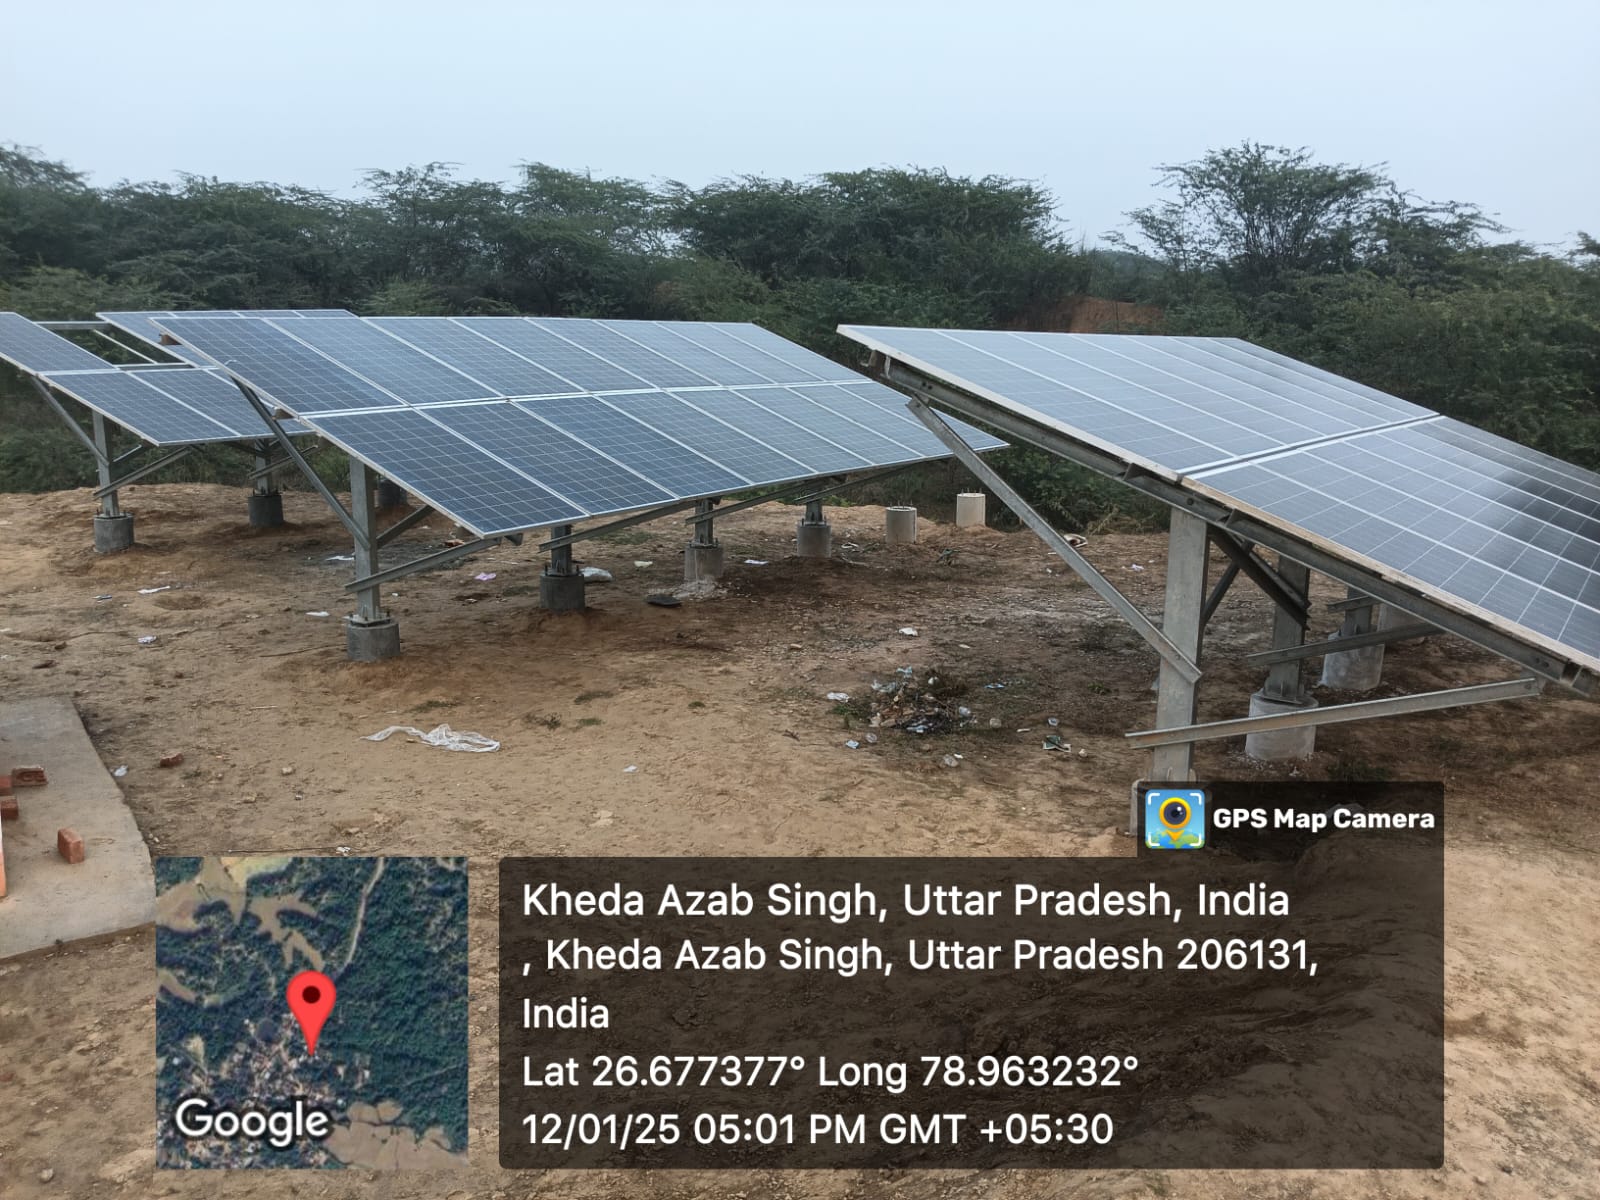 GPS Map Camera
Kheda Azab Singh, Uttar Pradesh, India
, Kheda Azab Singh, Uttar Pradesh 206131,
India
Lat 26.677377° Long 78.963232°
12/01/25 05:01 PM GMT +05:30
Google